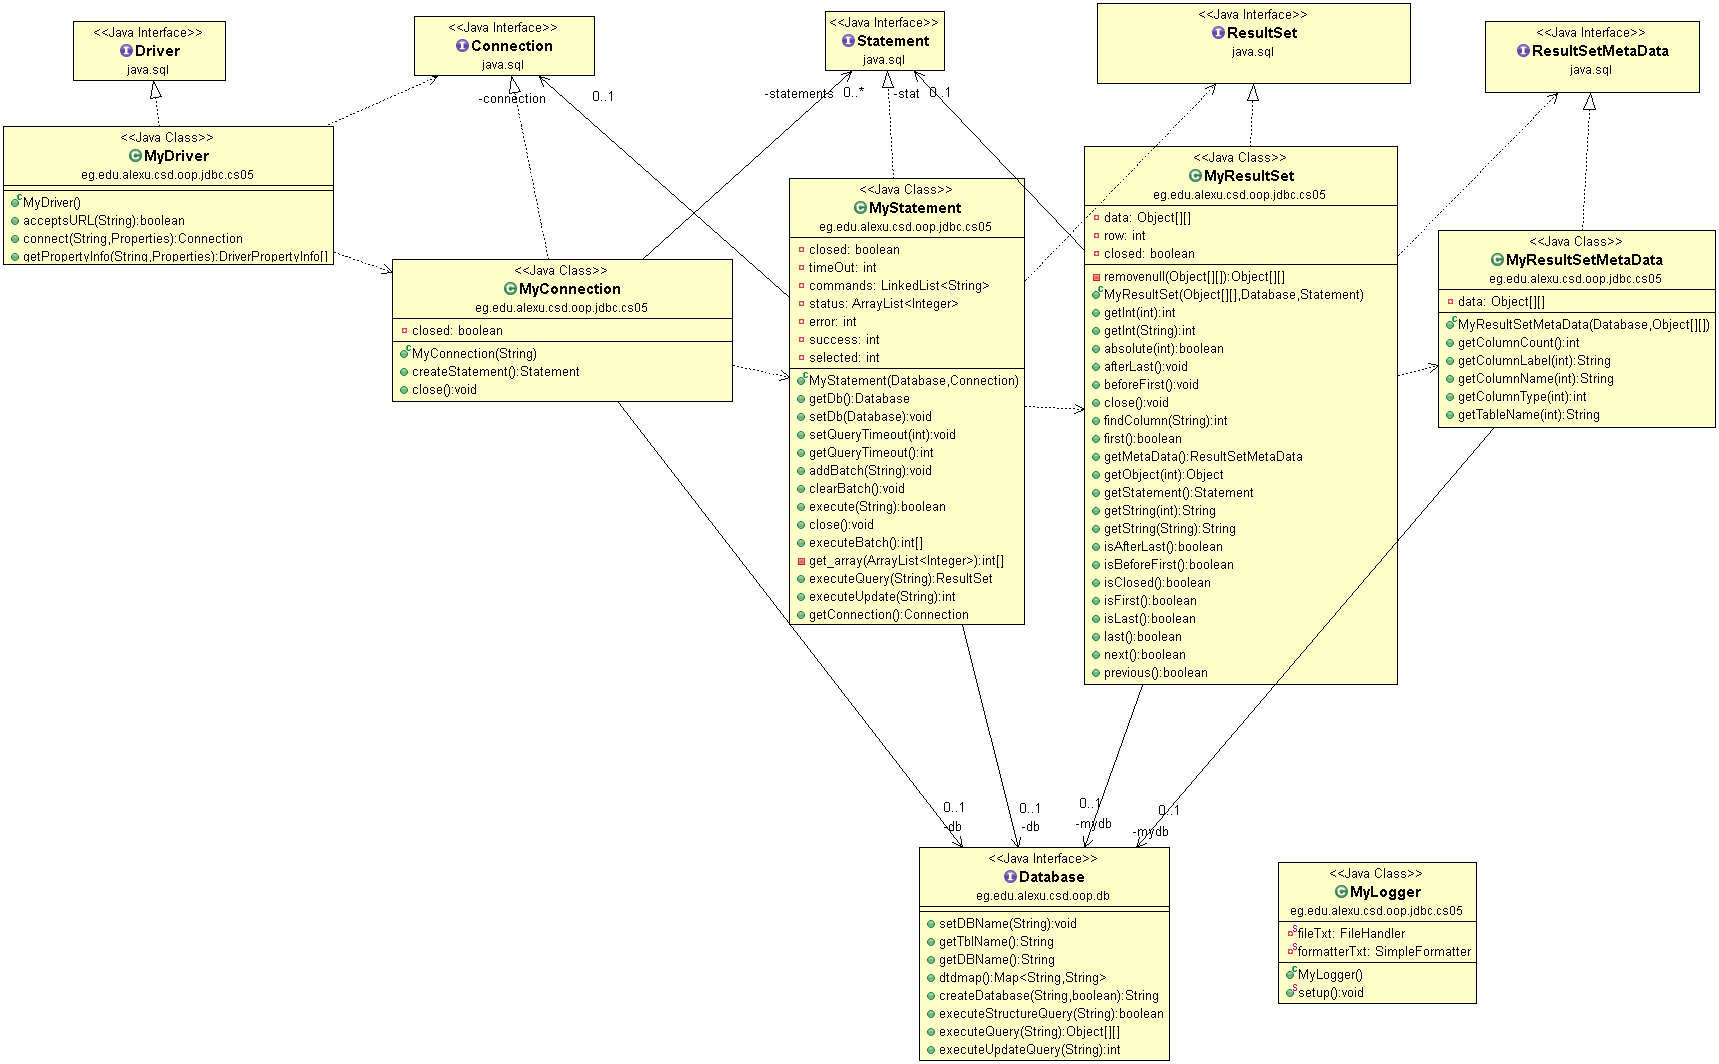 <<Java Interface>>
Driver
java.sql
<<Java Interface>>
Connection
java.sql
<<Java Interface>>
Statement
java.sql
<<Java Interface>>
ResultSet
java.sql
<<Java Interface>>
ResultSetMetaData
java.sql
-connection
0..1
-statements
0..*
-stat
0..1
<<Java Class>>
MyDriver
eg.edu.alexu.csd.oop.jdbc.cs05
MyDriver()
acceptsURL(String):boolean
connect(String,Properties):Connection
getPropertyInfo(String,Properties):DriverPropertyInfo[]
<<Java Class>>
MyConnection
eg.edu.alexu.csd.oop.jdbc.cs05
closed: boolean
MyConnection(String)
createStatement():Statement
close():void
<<Java Class>>
MyStatement
eg.edu.alexu.csd.oop.jdbc.cs05
closed: boolean
timeOut: int
commands: LinkedList<String>
status: ArrayList<Integer>
error: int
success: int
selected: int
MyStatement(Database,Connection)
getDb():Database
setDb(Database):void
setQueryTimeout(int):void
getQueryTimeout():int
addBatch(String):void
clearBatch():void
execute(String):boolean
close():void
executeBatch():int[]
get_array(ArrayList<Integer>):int[]
executeQuery(String):ResultSet
executeUpdate(String):int
getConnection():Connection
<<Java Class>>
MyResultSet
eg.edu.alexu.csd.oop.jdbc.cs05
data: Object[][]
row: int
closed: boolean
removenull(Object[][]):Object[][]
MyResultSet(Object[][],Database,Statement)
getInt(int):int
getInt(String):int
absolute(int):boolean
afterLast():void
beforeFirst():void
close():void
findColumn(String):int
first():boolean
getMetaData():ResultSetMetaData
getObject(int):Object
getStatement():Statement
getString(int):String
getString(String):String
isAfterLast():boolean
isBeforeFirst():boolean
isClosed():boolean
isFirst():boolean
isLast():boolean
last():boolean
next():boolean
previous():boolean
<<Java Class>>
MyResultSetMetaData
eg.edu.alexu.csd.oop.jdbc.cs05
data: Object[][]
MyResultSetMetaData(Database,Object[][])
getColumnCount():int
getColumnLabel(int):String
getColumnName(int):String
getColumnType(int):int
getTableName(int):String
0..1
-db
0..1
-db
0..1
-mydb
0..1
-mydb
<<Java Interface>>
Database
eg.edu.alexu.csd.oop.db
setDBName(String):void
getTblName():String
getDBName():String
dtdmap():Map<String,String>
createDatabase(String,boolean):String
executeStructureQuery(String):boolean
executeQuery(String):Object[][]
executeUpdateQuery(String):int
<<Java Class>>
MyLogger
eg.edu.alexu.csd.oop.jdbc.cs05
fileTxt: FileHandler
formatterTxt: SimpleFormatter
MyLogger()
setup():void